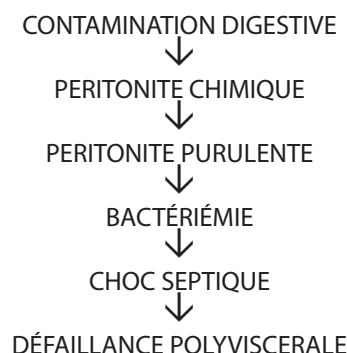 CONTAMINATION DIGESTIVE
PERITONITE CHIMIQUE
PERITONITE PURULENTE
BACTÉRIÉMIE
CHOC SEPTIQUE
DÉFAILLANCE POLYVISCERALE